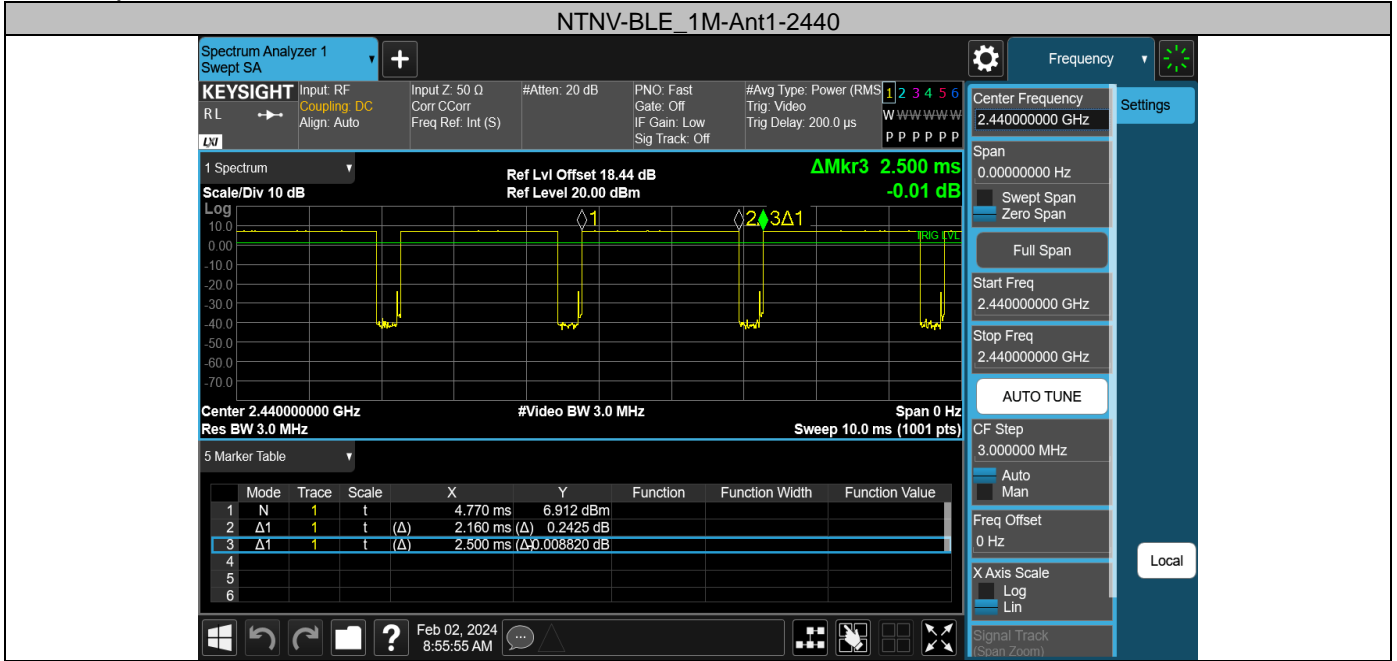 NTNV-BLE_1M-Ant1-2440
Spectrum Analyzer 1
Swept SA
Frequency
KEYSIGHT
R L
LXI
Input: RF
Coupling: DC
Align: Auto
Input Z: 50 Ω
Corr CCorr
Freq Ref: Int (S)
#Atten: 20 dB
PNO: Fast
Gate: Off
IF Gain: Low
Sig Track: Off
#Avg Type: Power (RMS
Trig: Video
Trig Delay: 200.0 µs
1 2 3 4 5 6
W W W W W W
P P P P P P
1 Spectrum
Scale/Div 10 dB
Ref Lvl Offset 18.44 dB
Ref Level 20.00 dBm
ΔMkr3 2.500 ms
-0.01 dB
Log
10.0
0.00
-10.0
-20.0
-30.0
-40.0
-50.0
-60.0
-70.0
1
2 3Δ1
TRIG LVL
Center 2.440000000 GHz
#Video BW 3.0 MHz
Span 0 Hz
Res BW 3.0 MHz
Sweep 10.0 ms (1001 pts)
5 Marker Table
Mode Trace Scale X Y Function Function Width Function Value
1 N 1 t 4.770 ms 6.912 dBm
2 Δ1 1 t (Δ) 2.160 ms (Δ) 0.2425 dB
3 Δ1 1 t (Δ) 2.500 ms (Δ) -0.008820 dB
4
5
6
Feb 02, 2024
8:55:55 AM
Center Frequency
2.440000000 GHz
Span
0.00000000 Hz
Swept Span
Zero Span
Full Span
Start Freq
2.440000000 GHz
Stop Freq
2.440000000 GHz
AUTO TUNE
CF Step
3.000000 MHz
Auto
Man
Freq Offset
0 Hz
X Axis Scale
Log
Lin
Signal Track
(Span Zoom)
Settings
Local